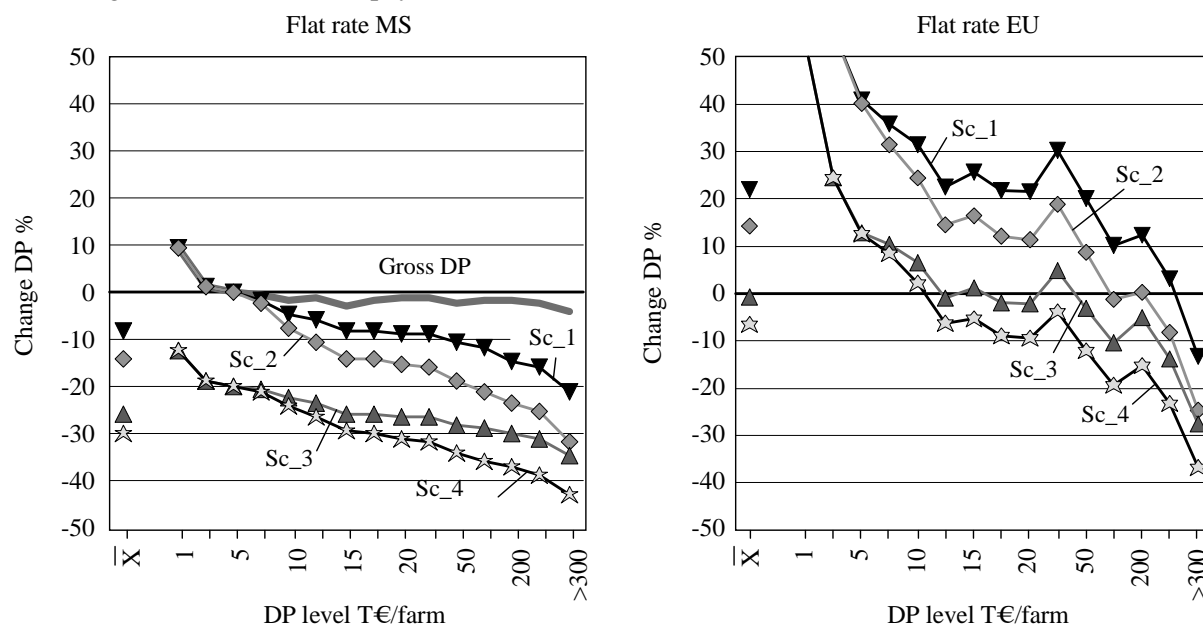 Flat rate MS
50
40
30
20
10
0
-10
-20
-30
-40
-50
Change DP %
Gross DP
Sc_1
Sc_2
Sc_3
Sc_4
X
1
5
10
15
20
50
200
>300
DP level T€/farm
Flat rate EU
50
40
30
20
10
0
-10
-20
-30
-40
-50
Change DP %
Sc_1
Sc_2
Sc_3
Sc_4
X
1
5
10
15
20
50
200
>300
DP level T€/farm